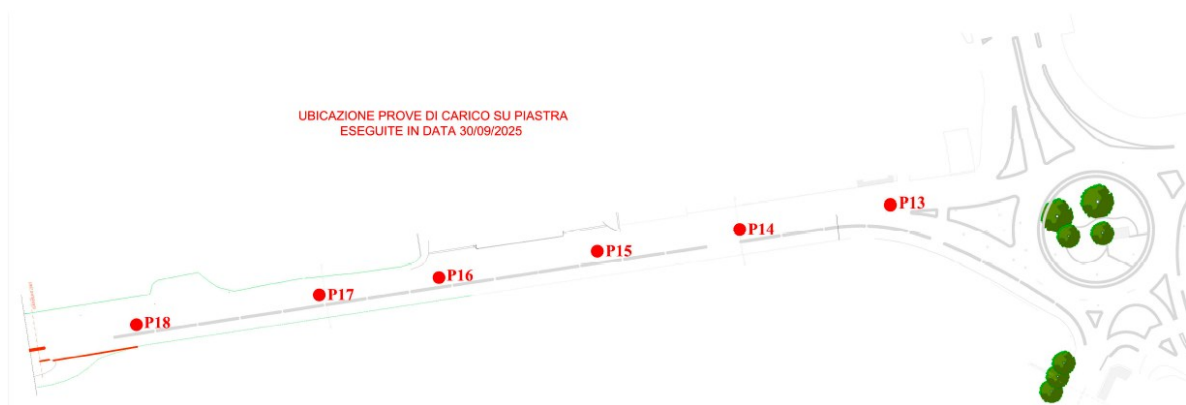 UBICAZIONE PROVE DI CARICO SU PIASTRA
ESEGUITE IN DATA 30/09/2025
P13
P14
P15
P16
P17
P18